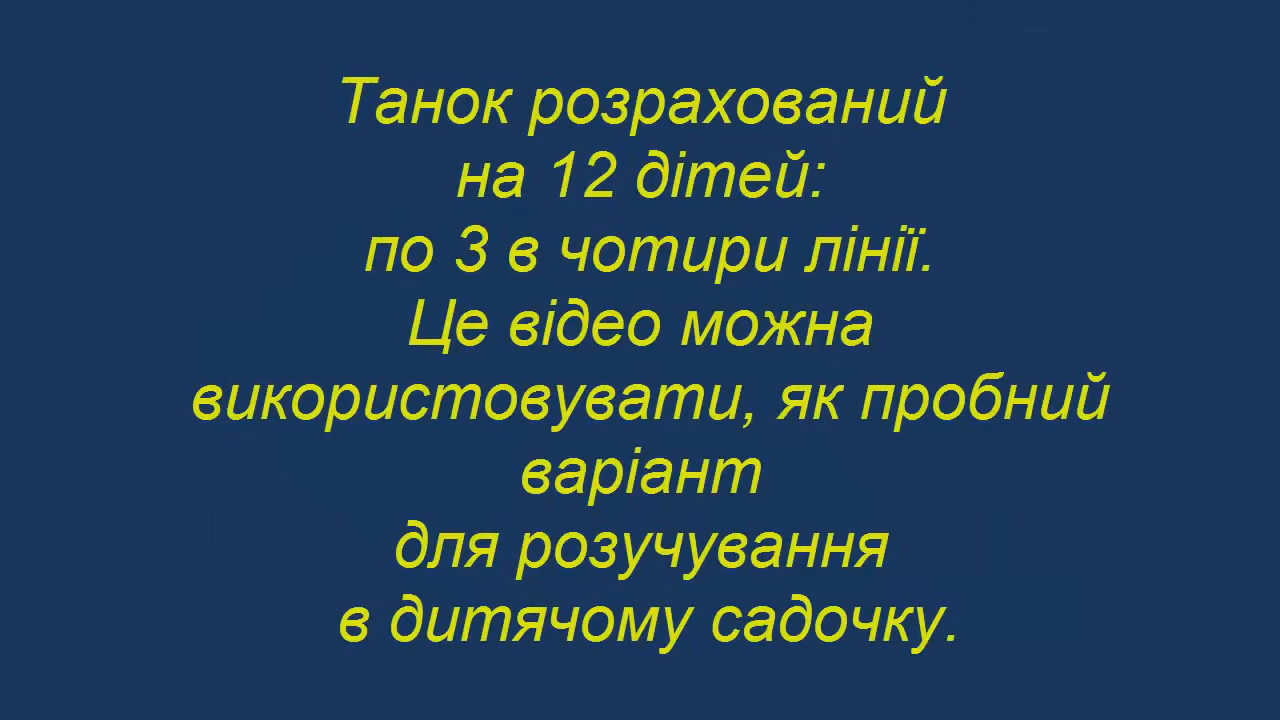 Танок розрахований
на 12 дітей:
по 3 в чотири лінії.
Це відео можна
використовувати, як пробний
варіант
для розучування
в дитячому садочку.